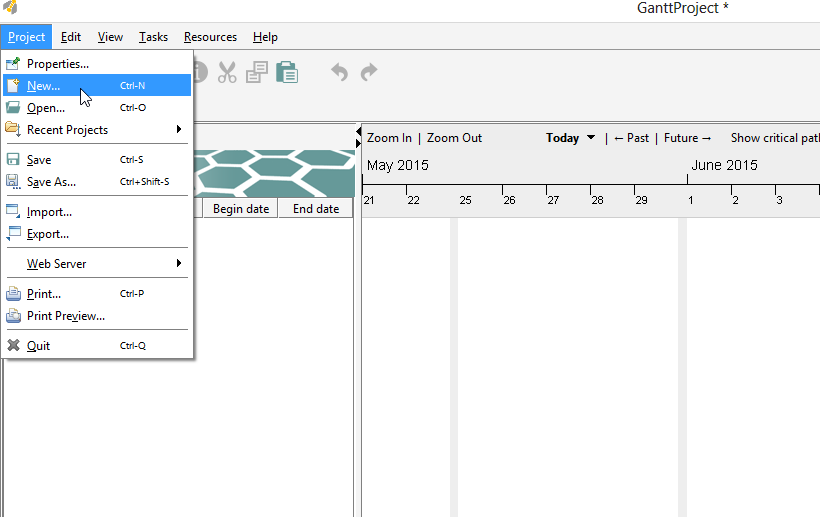 GanttProject *
Project Edit View Tasks Resources Help
Properties...
New... Ctrl-N
Open... Ctrl-O
Recent Projects
Save Ctrl-S
Save As... Ctrl+Shift-S
Import...
Export...
Web Server
Print... Ctrl-P
Print Preview...
Quit Ctrl-Q
Zoom In | Zoom Out Today | ← Past | Future → Show critical path
May 2015 June 2015
21 22 25 26 27 28 29 1 2 3
Begin date End date